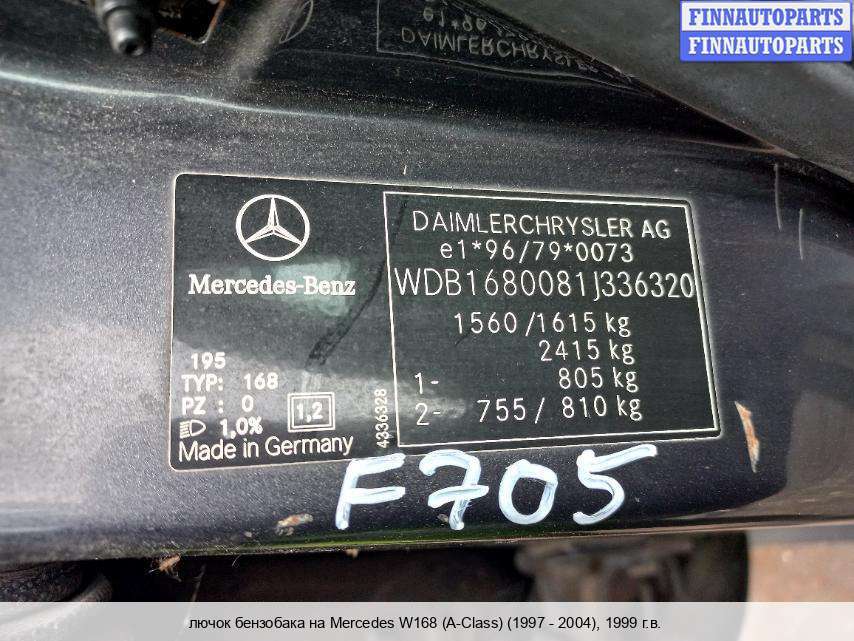 FINNAUTOPARTS
FINNAUTOPARTS
DAIMLERCHRYSLER AG
e1*96/79*0073
WDB1680081J336320
1560/1615 kg
2415 kg
1- 805 kg
2- 755/ 810 kg
Mercedes-Benz
195
TYP: 168
PZ : 0
1,0%
1,2
Made in Germany
4336328
F705
лючок бензобака на Mercedes W168 (A-Class) (1997 - 2004), 1999 г.в.